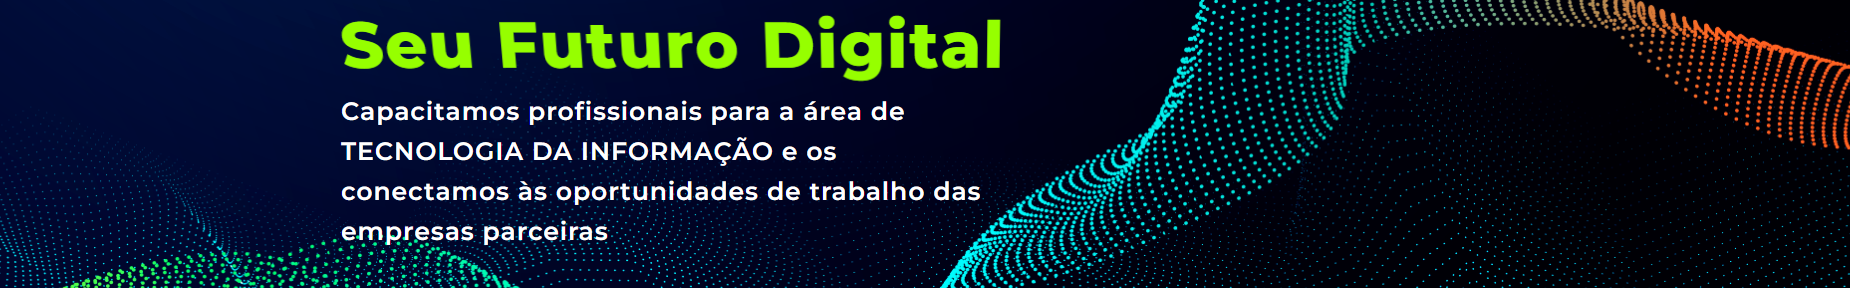 Seu Futuro Digital
Capacitamos profissionais para a área de
TECNOLOGIA DA INFORMAÇÃO e os
conectamos às oportunidades de trabalho das
empresas parceiras